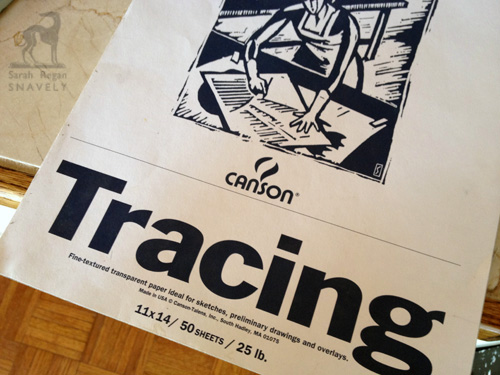 Sarah Regan
SNAVELY
CANSON®
Tracing
Fine-textured transparent paper ideal for sketches, preliminary drawings and overlays.
Made in USA © Canson-Talens, Inc., South Hadley, MA 01075
11x14 / 50 SHEETS / 25 lb.